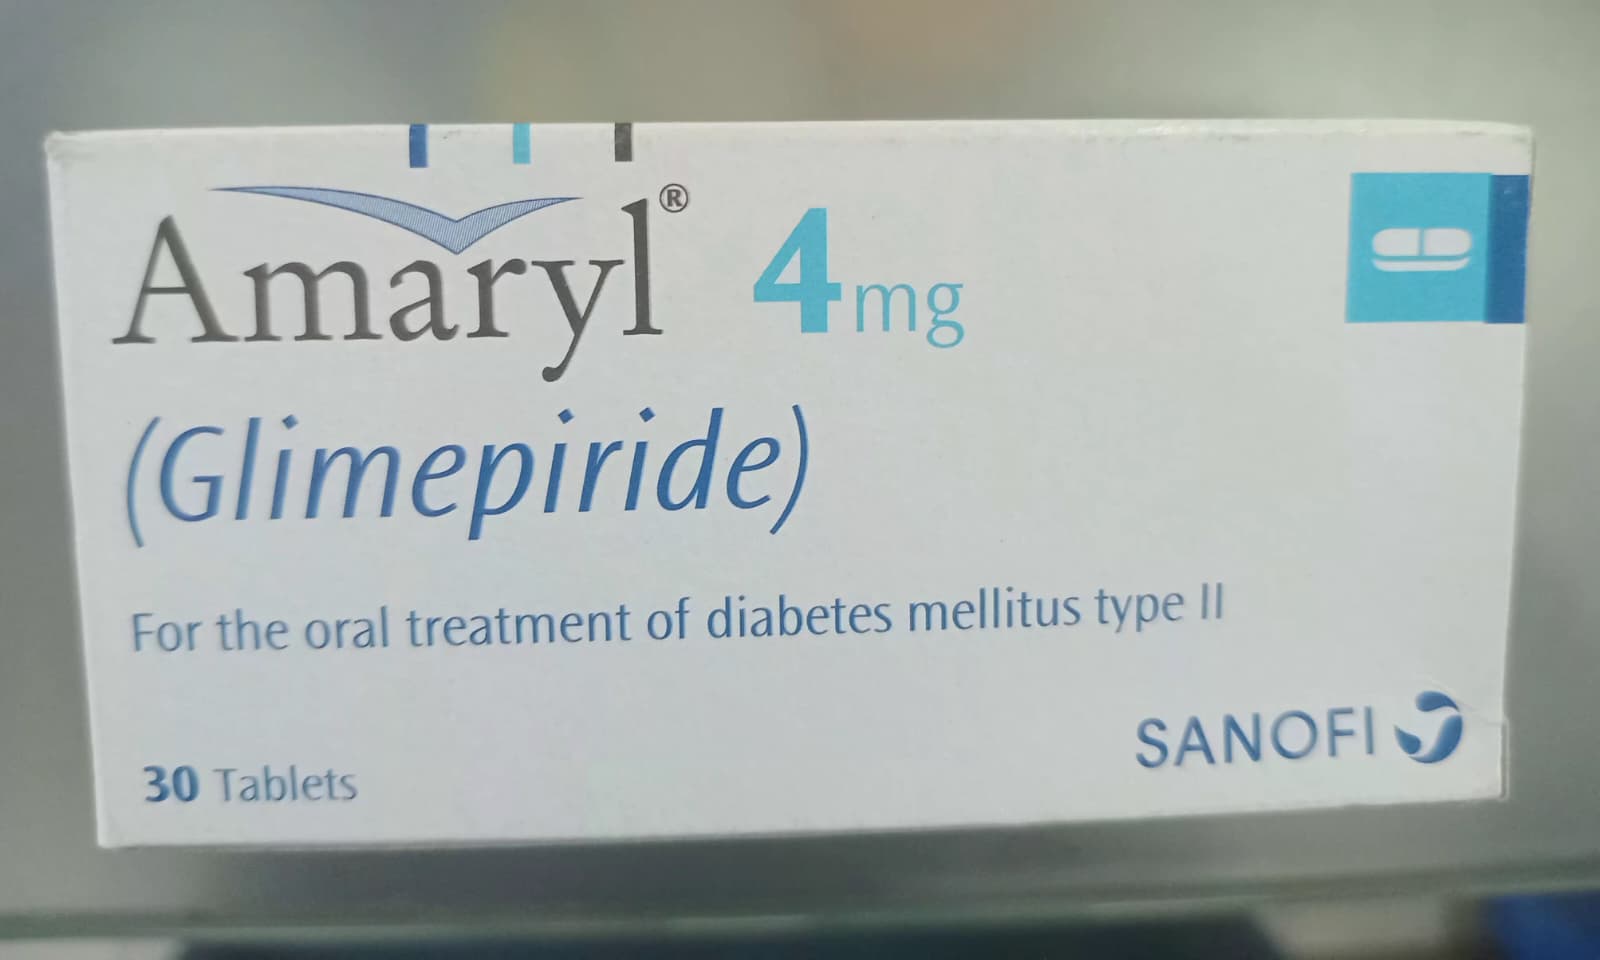 Amaryl® 4mg
(Glimepiride)
For the oral treatment of diabetes mellitus type II
30 Tablets
SANOFI